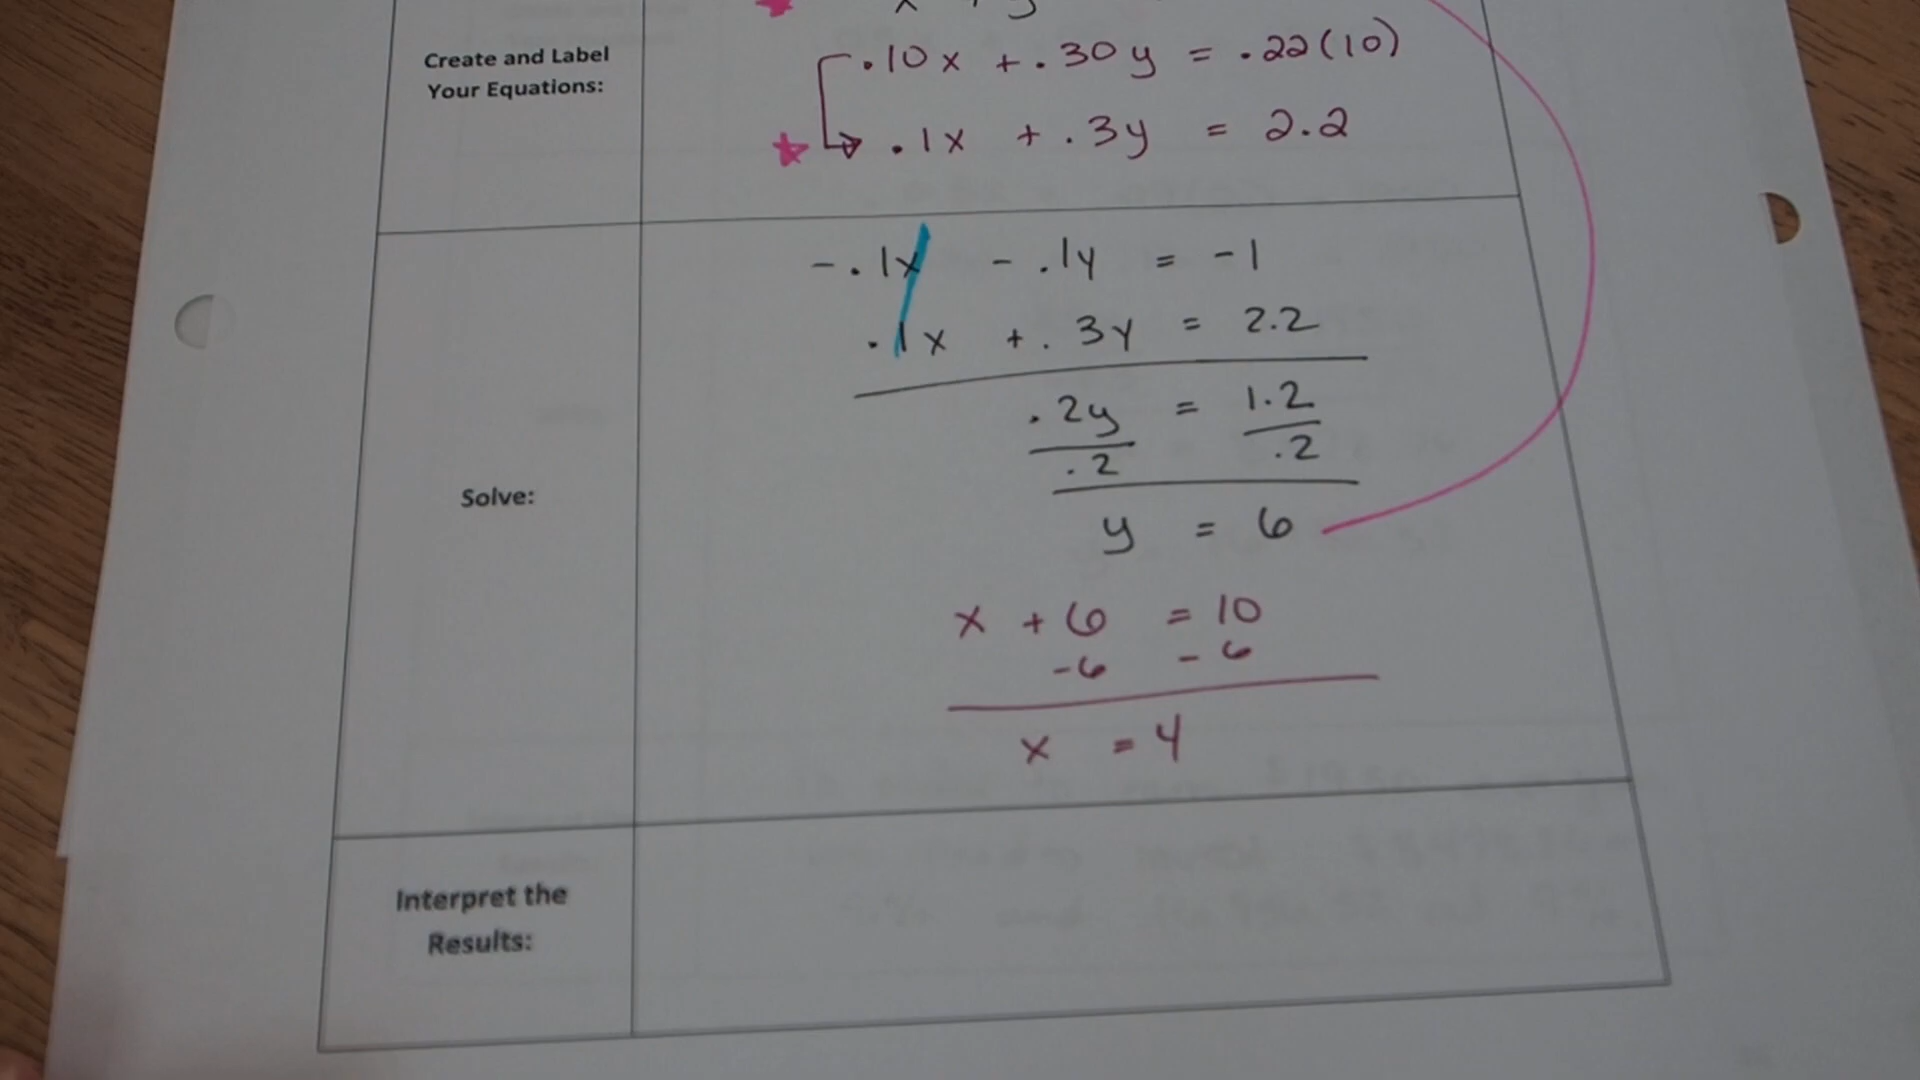 x + y
Create and Label
Your Equations:
.10x + .30y = .22(10)
.1x + .3y = 2.2
-.1x - .1y = -1
.1x + .3y = 2.2
.2y = 1.2
.2 .2
y = 6
Solve:
x + 6 = 10
-6 -6
x = 4
Interpret the
Results: